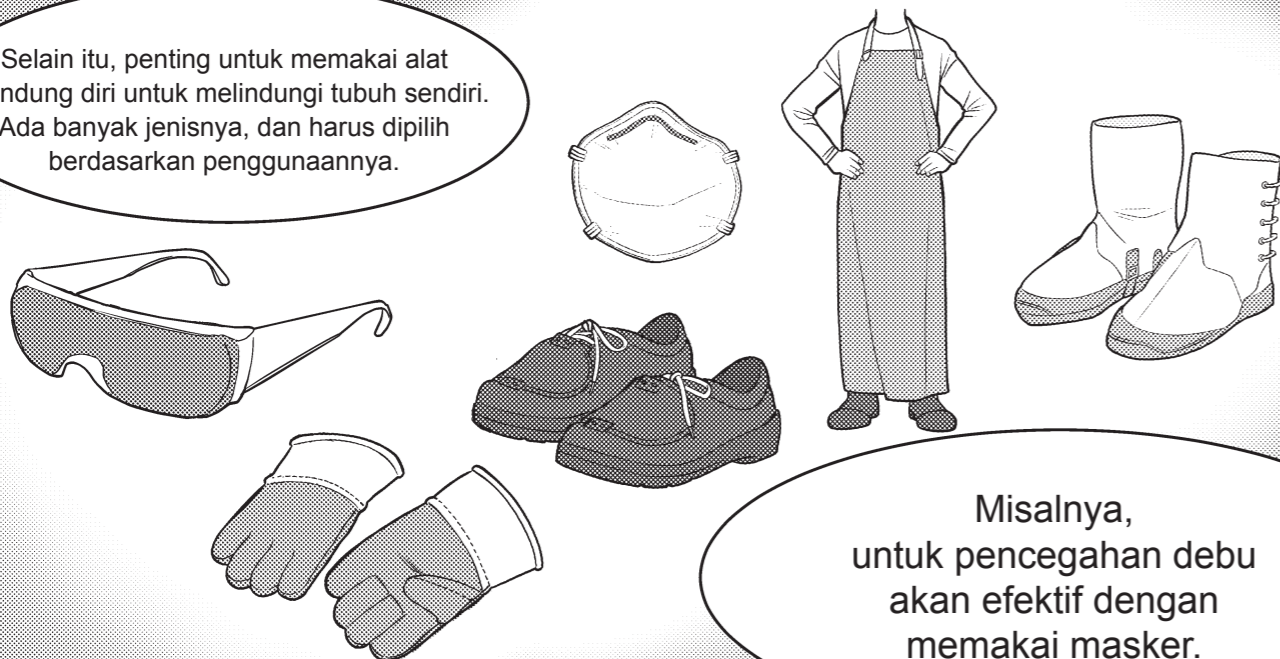 Selain itu, penting untuk memakai alat
ndung diri untuk melindungi tubuh sendiri.
Ada banyak jenisnya, dan harus dipilih
berdasarkan penggunaannya.
Misalnya,
untuk pencegahan debu
akan efektif dengan
memakai masker.